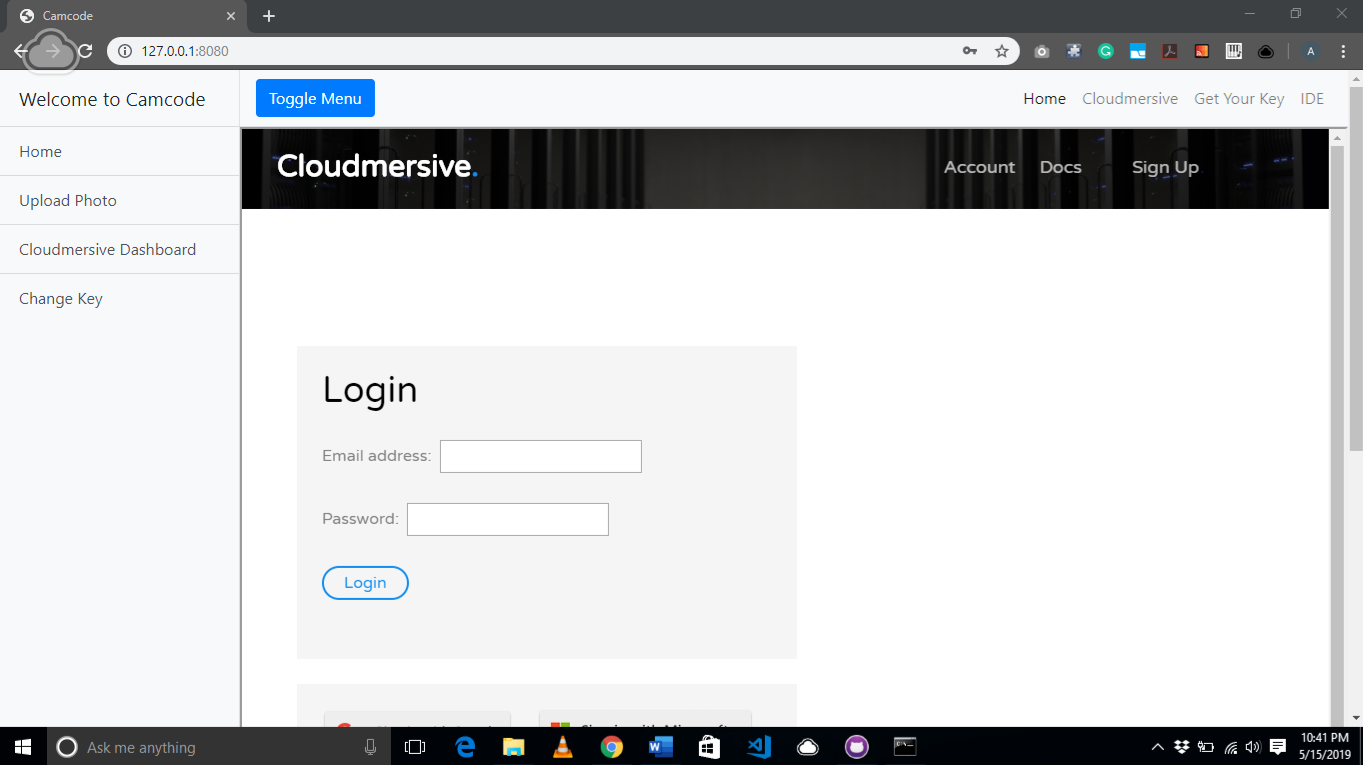 Camcode
127.0.0.1:8080
A
Welcome to Camcode
Toggle Menu
Home Cloudmersive Get Your Key IDE
Home
Upload Photo
Cloudmersive Dashboard
Change Key
Cloudmersive.
Account Docs Sign Up
Login
Email address:
Password:
Login
Ask me anything
10:41 PM
5/15/2019